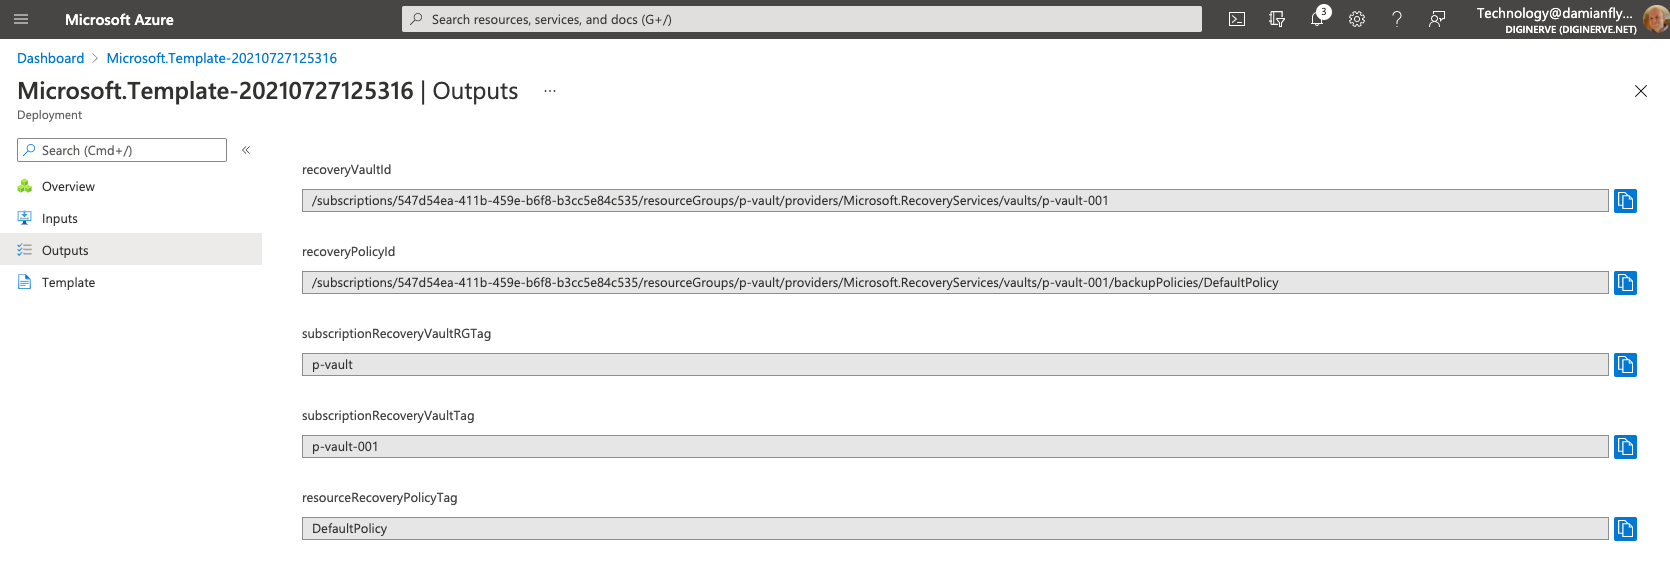 Microsoft Azure
Search resources, services, and docs (G+/)
3
Technology@damianfly...
DIGINERVE (DIGINERVE.NET)
Dashboard > Microsoft.Template-20210727125316
Microsoft.Template-20210727125316 | Outputs ...
Deployment
Search (Cmd+/) «
Overview
Inputs
Outputs
Template
recoveryVaultId
/subscriptions/547d54ea-411b-459e-b6f8-b3cc5e84c535/resourceGroups/p-vault/providers/Microsoft.RecoveryServices/vaults/p-vault-001
recoveryPolicyId
/subscriptions/547d54ea-411b-459e-b6f8-b3cc5e84c535/resourceGroups/p-vault/providers/Microsoft.RecoveryServices/vaults/p-vault-001/backupPolicies/DefaultPolicy
subscriptionRecoveryVaultRGTag
p-vault
subscriptionRecoveryVaultTag
p-vault-001
resourceRecoveryPolicyTag
DefaultPolicy